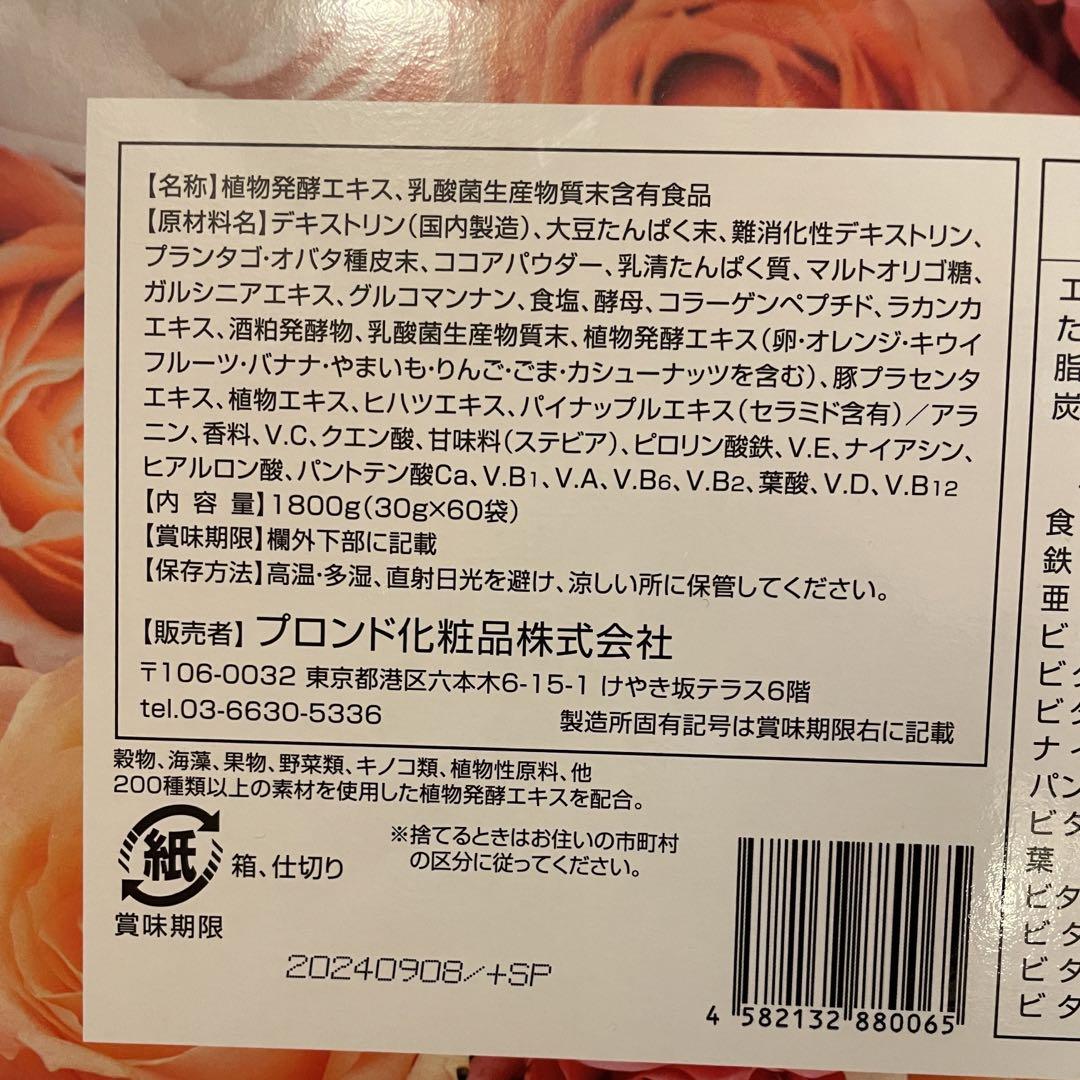 【名称】植物発酵エキス、乳酸菌生産物質末含有食品
【原材料名】デキストリン（国内製造）、大豆たんぱく末、難消化性デキストリン、
プランタゴ・オバタ種皮末、ココアパウダー、乳清たんぱく質、マルトオリゴ糖、
ガルシニアエキス、グルコマンナン、食塩、酵母、コラーゲンペプチド、ラカンカ
エキス、酒粕発酵物、乳酸菌生産物質末、植物発酵エキス（卵・オレンジ・キウイ
フルーツ・バナナ・やまいも・りんご・ごま・カシューナッツを含む）、豚プラセンタ
エキス、植物エキス、ヒハツエキス、パイナップルエキス（セラミド含有）／アラ
ニン、香料、V.C、クエン酸、甘味料（ステビア）、ピロリン酸鉄、V.E、ナイアシン、
ヒアルロン酸、パントテン酸Ca、V.B1、V.A、V.B6、V.B2、葉酸、V.D、V.B12
【内 容 量】1800g（30g×60袋）
【賞味期限】欄外下部に記載
【保存方法】高温・多湿、直射日光を避け、涼しい所に保管してください。
【販売者】プロンド化粧品株式会社
〒106-0032 東京都港区六本木6-15-1 けやき坂テラス6階
tel.03-6630-5336 製造所固有記号は賞味期限右に記載
穀物、海藻、果物、野菜類、キノコ類、植物性原料、他
200種類以上の素材を使用した植物発酵エキスを配合。
紙 箱、仕切り
※捨てるときはお住いの市町村
の区分に従ってください。
賞味期限
20240908/+SP
4 582132 880065
エ
た
脂
炭
食
鉄
亜
ビ
ビタ
ビタ
ナイ
パン
ビタ
葉
ビタ
ビタ
ビタ
ビタ